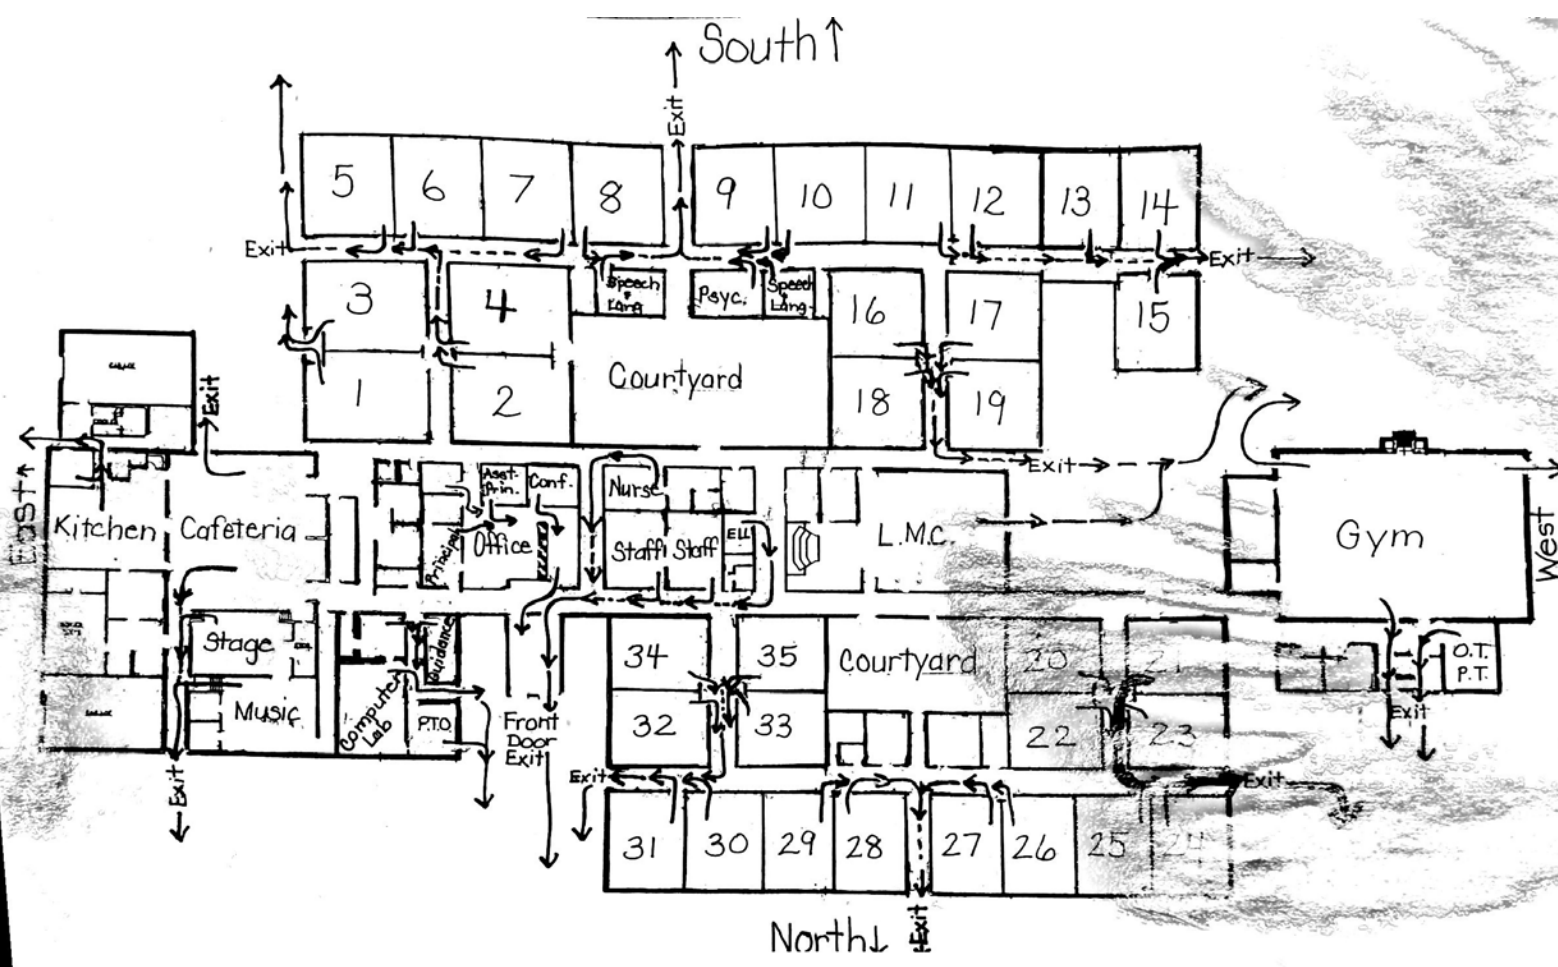 South↑
Exit
5 6 7 8 9 10 11 12 13 14
Exit
Exit
3 4
Speech & Lang.
Psyc.
Speech & Lang.
16 17 15
Courtyard
1 2 18 19
Exit
Exit
East↑
Kitchen
Cafeteria
Principal
Asst. Prin.
Conf.
Office
Nurse
Staff
Staff
ELL
L.M.C.
Gym
West
Stage
Music
Computer Lab
Guidance
P.T.O.
Front
Door
Exit
34 35
Courtyard
20 21
32 33 22 23
O.T.
P.T.
Exit
Exit
Exit
Exit
31 30 29 28 27 26 25 24
North↓
Exit